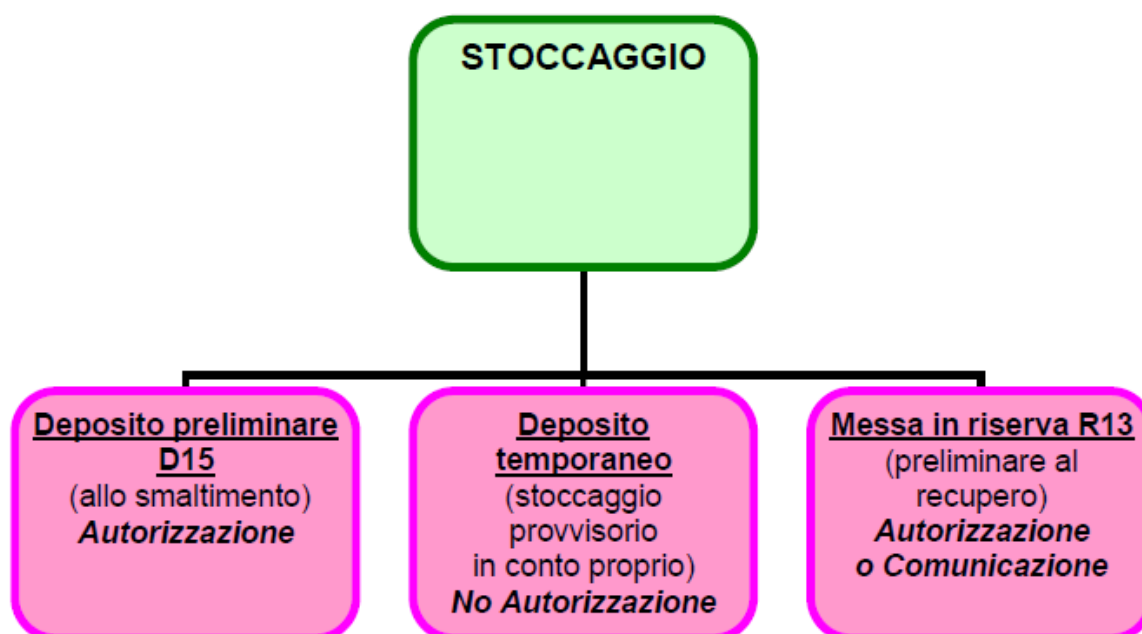 STOCCAGGIO
Deposito preliminare
D15
(allo smaltimento)
Autorizzazione
Deposito
temporaneo
(stoccaggio
provvisorio
in conto proprio)
No Autorizzazione
Messa in riserva R13
(preliminare al
recupero)
Autorizzazione
o Comunicazione